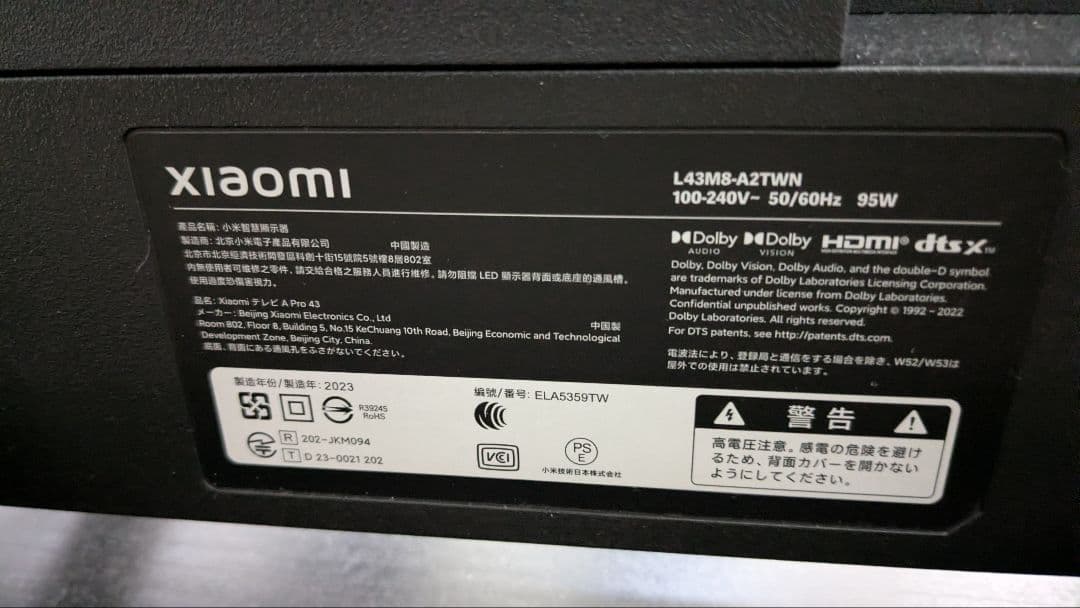 xiaomi
L43M8-A2TWN
100-240V~ 50/60Hz 95W
產品名稱: 小米智慧顯示器
製造商: 北京小米電子產品有限公司 中國製造
北京市北京經濟技術開發區科創十街15號院5號樓8層802室
內無使用者可維修之零件, 請交給合格之服務人員進行維修。請勿阻擋 LED 顯示器背面或底座的通風槽。
使用過度恐傷害視力。
品名: Xiaomi テレビ A Pro 43
メーカー: Beijing Xiaomi Electronics Co., Ltd 中国製
Room 802, Floor 8, Building 5, No.15 KeChuang 10th Road, Beijing Economic and Technological
Development Zone, Beijing City, China.
底面、背面にある通風孔をふさがないでください。
Dolby AUDIO Dolby VISION HDMI® dts X™
Dolby, Dolby Vision, Dolby Audio, and the double-D symbol
are trademarks of Dolby Laboratories Licensing Corporation.
Manufactured under license from Dolby Laboratories.
Confidential unpublished works. Copyright © 1992 - 2022
Dolby Laboratories. All rights reserved.
For DTS patents, see http://patents.dts.com.
電波法により、登録局と通信をする場合を除き、W52/W53は
屋外での使用は禁止されています。
製造年份/製造年: 2023
R39245
RoHS
R 202-JKM094
T D 23-0021 202
編號/番号: ELA5359TW
VCI
PS
E
小米技術日本株式会社
警告
高電圧注意。感電の危険を避け
るため、背面カバーを開かない
ようにしてください。